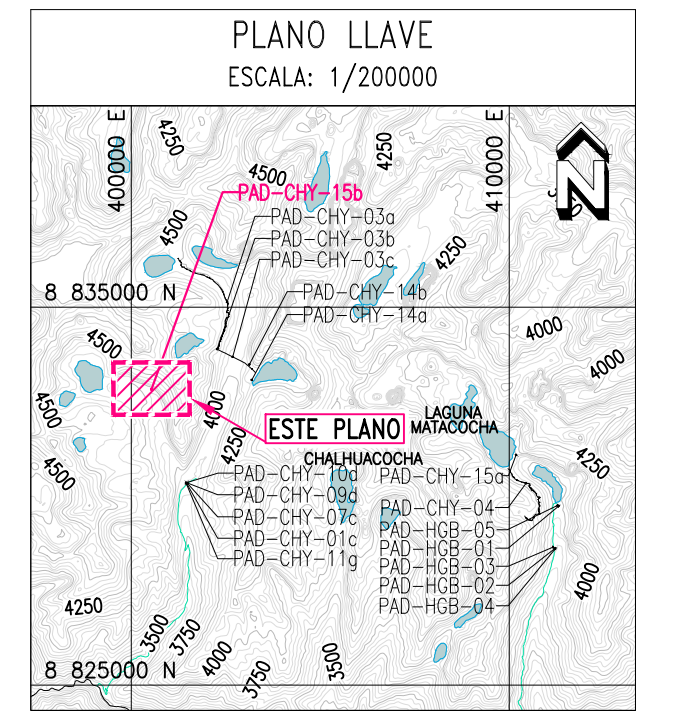 PLANO LLAVE
ESCALA: 1/200000
400000 E
4250
4500
4250
410000 E
N
PAD-CHY-15b
4500
PAD-CHY-03a
PAD-CHY-03b
PAD-CHY-03c
4250
8 835000 N
PAD-CHY-14b
PAD-CHY-14a
4000
4500
4000
4500
4000
ESTE PLANO
LAGUNA
MATACOCHA
4250
CHALHUACOCHA
4500
4250
PAD-CHY-10d
PAD-CHY-09d
PAD-CHY-07c
PAD-CHY-01c
PAD-CHY-11g
PAD-CHY-15a
PAD-CHY-04
PAD-HGB-05
PAD-HGB-01
PAD-HGB-03
PAD-HGB-02
PAD-HGB-04
4000
4250
3500
3750
4000
3750
3500
8 825000 N